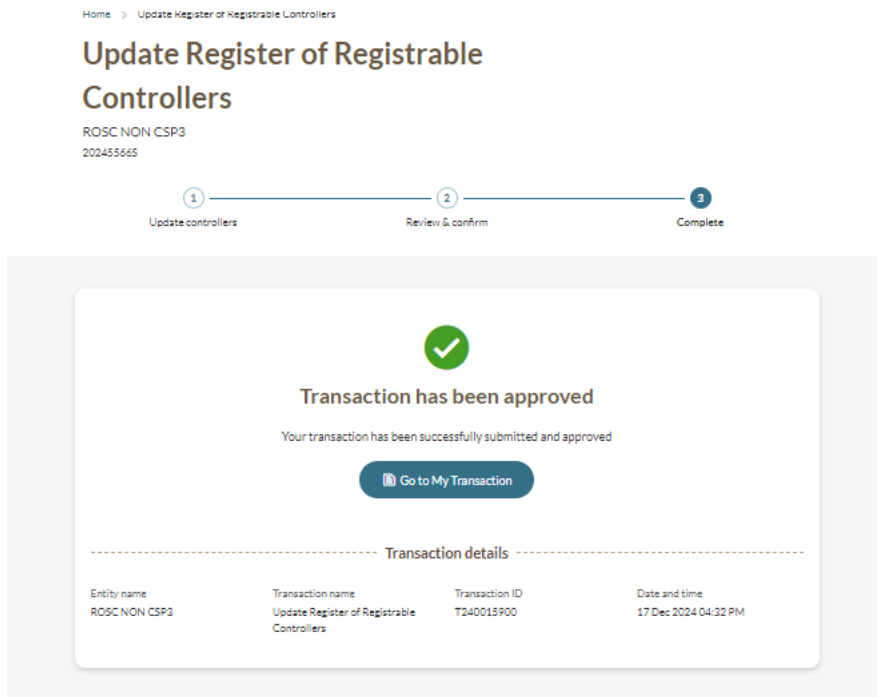 Home > Update Register of Registrable Controllers
Update Register of Registrable
Controllers
ROSC NON CSP3
202455665
1 2 3
Update controllers Review & confirm Complete
Transaction has been approved
Your transaction has been successfully submitted and approved
Go to My Transaction
Transaction details
Entity name Transaction name Transaction ID Date and time
ROSC NON CSP3 Update Register of Registrable T240015900 17 Dec 2024 04:32 PM
Controllers